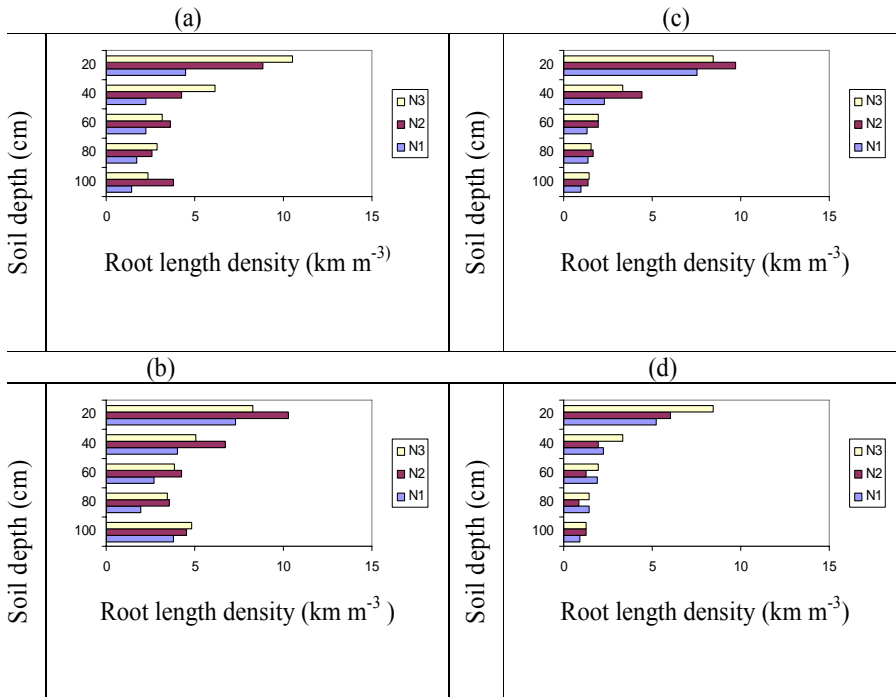 (a)
Soil depth (cm)
20
40
60
80
100
0 5 10 15
N3
N2
N1
Root length density (km m-3)
(c)
Soil depth (cm)
20
40
60
80
100
0 5 10 15
N3
N2
N1
Root length density (km m-3)
(b)
Soil depth (cm)
20
40
60
80
100
0 5 10 15
N3
N2
N1
Root length density (km m-3 )
(d)
Soil depth (cm)
20
40
60
80
100
0 5 10 15
N3
N2
N1
Root length density (km m-3)